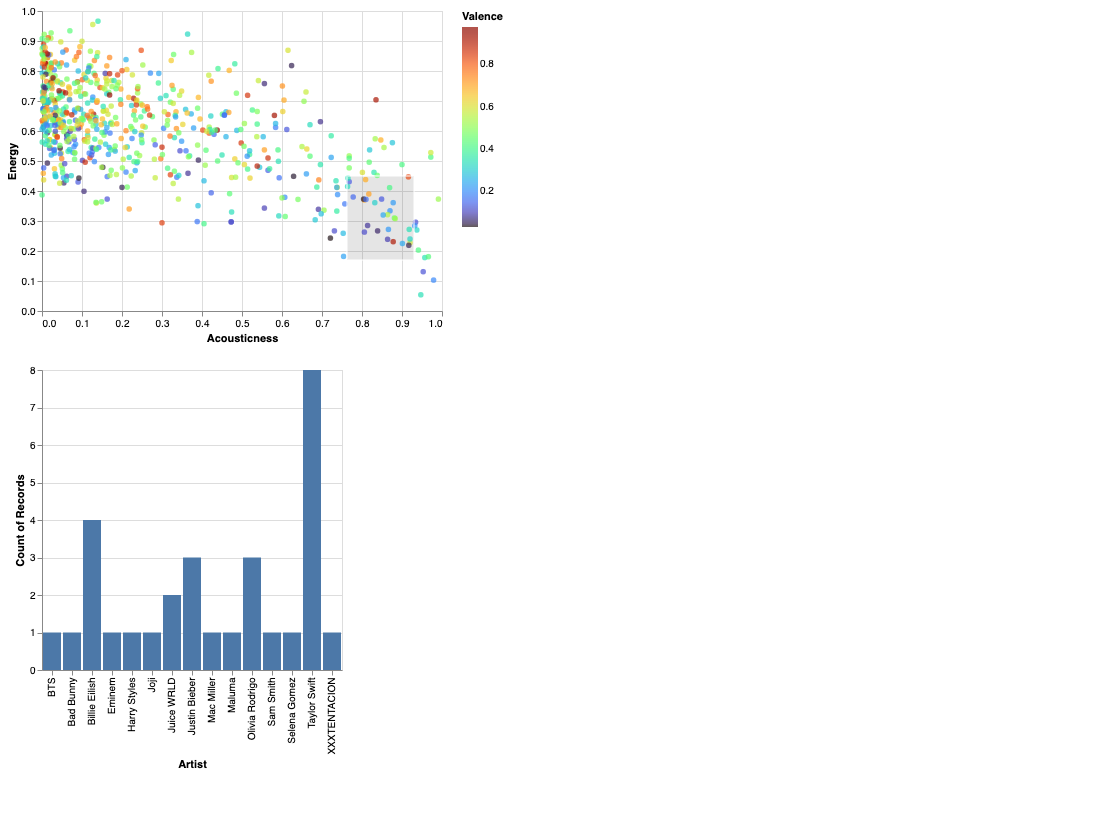 Valence
0.8
0.6
0.4
0.2
1.0
0.9
0.8
0.7
0.6
0.5
0.4
0.3
0.2
0.1
0.0
Energy
0.0 0.1 0.2 0.3 0.4 0.5 0.6 0.7 0.8 0.9 1.0
Acousticness
8
7
6
5
4
3
2
1
0
Count of Records
BTS
Bad Bunny
Billie Eilish
Eminem
Harry Styles
Joji
Juice WRLD
Justin Bieber
Mac Miller
Maluma
Olivia Rodrigo
Sam Smith
Selena Gomez
Taylor Swift
XXXTENTACION
Artist